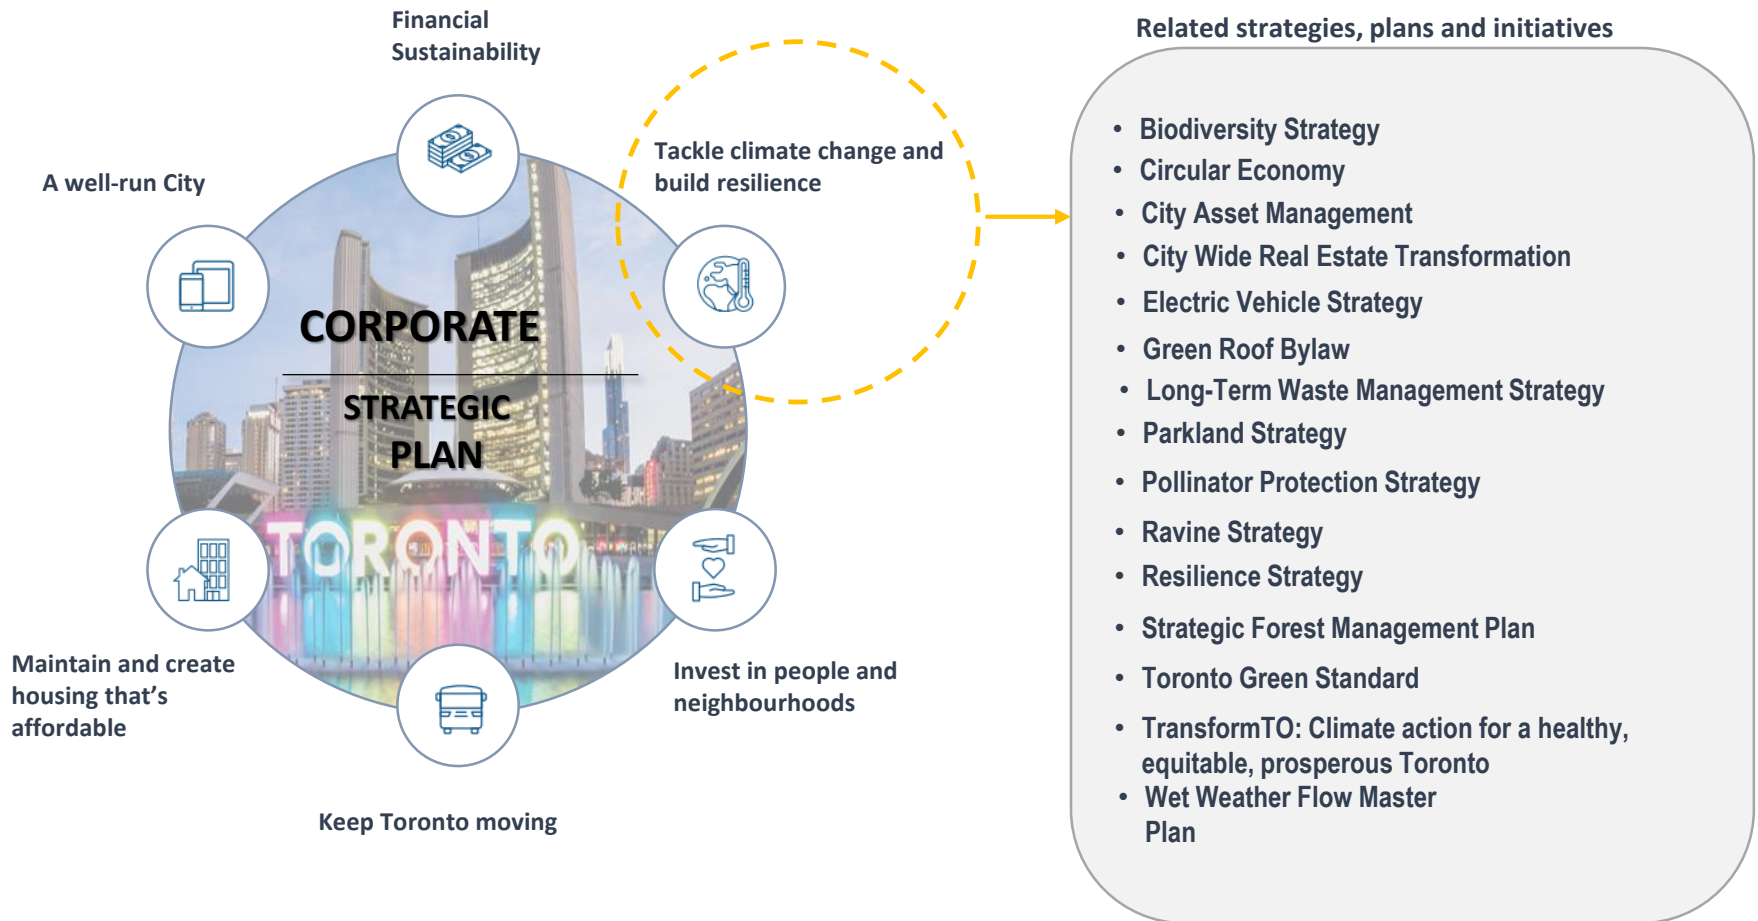 Financial
Sustainability
Related strategies, plans and initiatives
A well-run City
Tackle climate change and
build resilience
CORPORATE
STRATEGIC
PLAN
TORONTO
Maintain and create
housing that's
affordable
Invest in people and
neighbourhoods
Keep Toronto moving
• Biodiversity Strategy
• Circular Economy
• City Asset Management
• City Wide Real Estate Transformation
• Electric Vehicle Strategy
• Green Roof Bylaw
• Long-Term Waste Management Strategy
• Parkland Strategy
• Pollinator Protection Strategy
• Ravine Strategy
• Resilience Strategy
• Strategic Forest Management Plan
• Toronto Green Standard
• TransformTO: Climate action for a healthy,
equitable, prosperous Toronto
• Wet Weather Flow Master
Plan